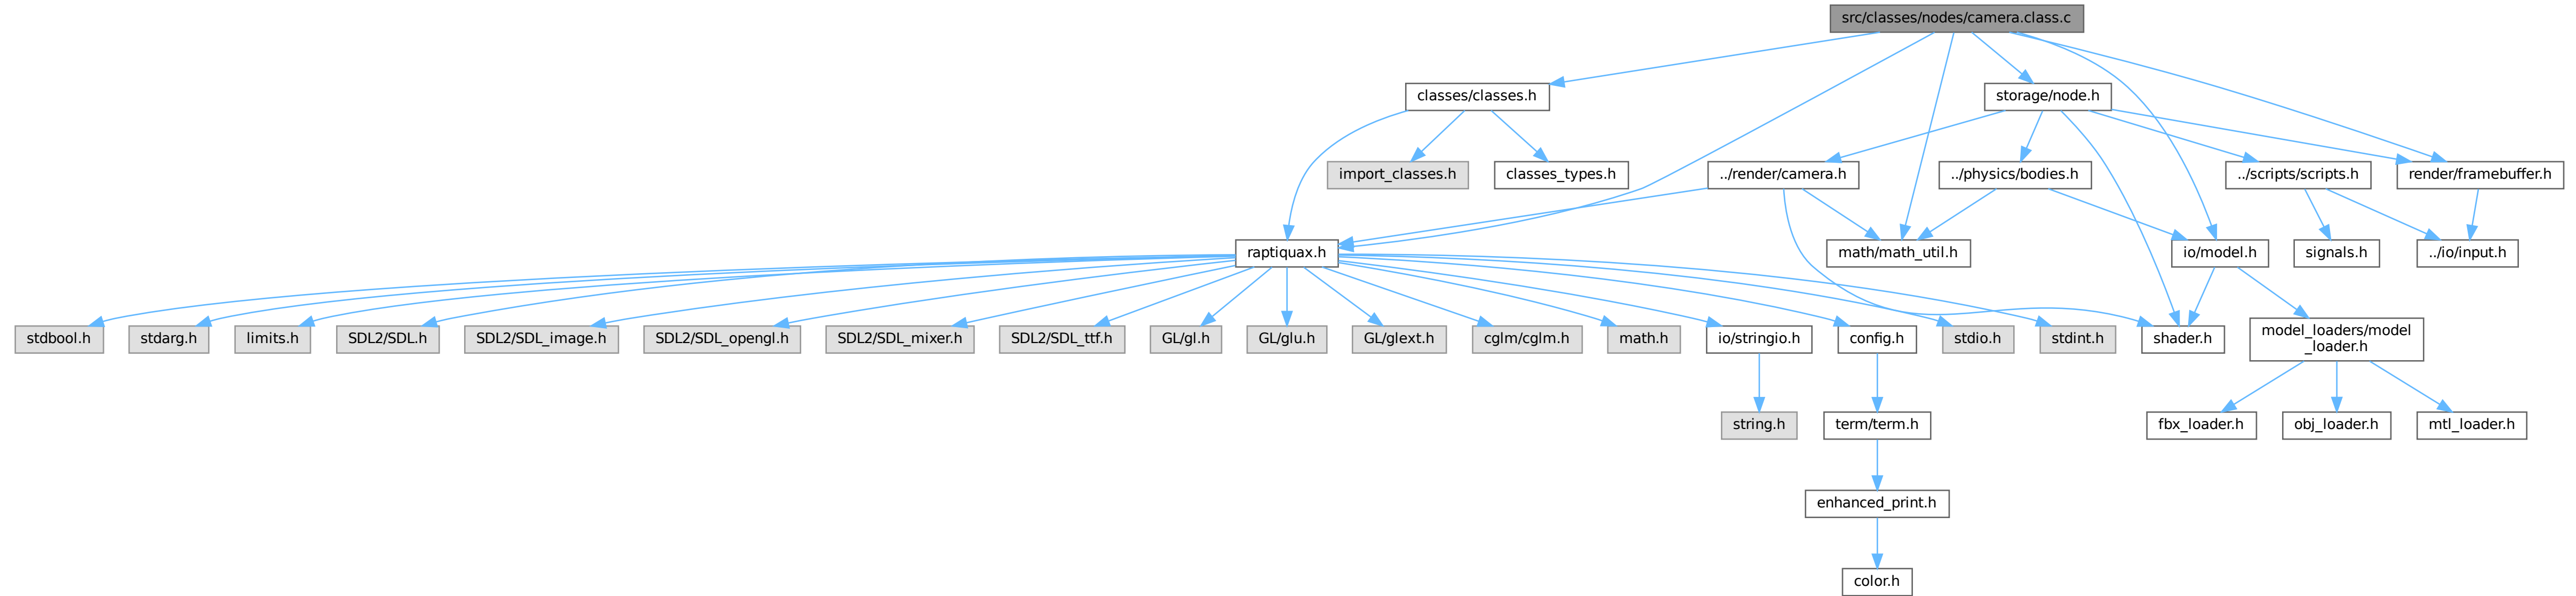 src/classes/nodes/camera.class.c
classes/classes.h
storage/node.h
import_classes.h
classes_types.h
../render/camera.h
../physics/bodies.h
../scripts/scripts.h
render/framebuffer.h
raptiquax.h
math/math_util.h
io/model.h
signals.h
../io/input.h
stdbool.h
stdarg.h
limits.h
SDL2/SDL.h
SDL2/SDL_image.h
SDL2/SDL_opengl.h
SDL2/SDL_mixer.h
SDL2/SDL_ttf.h
GL/gl.h
GL/glu.h
GL/glext.h
cglm/cglm.h
math.h
io/stringio.h
config.h
stdio.h
stdint.h
shader.h
model_loaders/model
_loader.h
string.h
term/term.h
fbx_loader.h
obj_loader.h
mtl_loader.h
enhanced_print.h
color.h